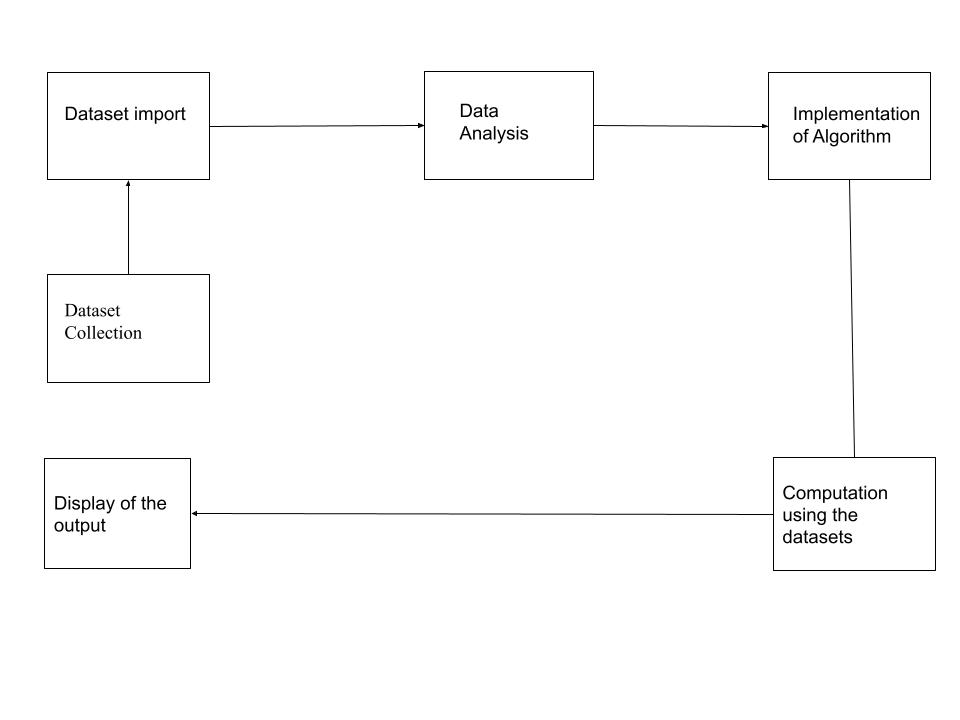 Dataset import
Data
Analysis
Implementation
of Algorithm
Dataset
Collection
Display of the
output
Computation
using the
datasets